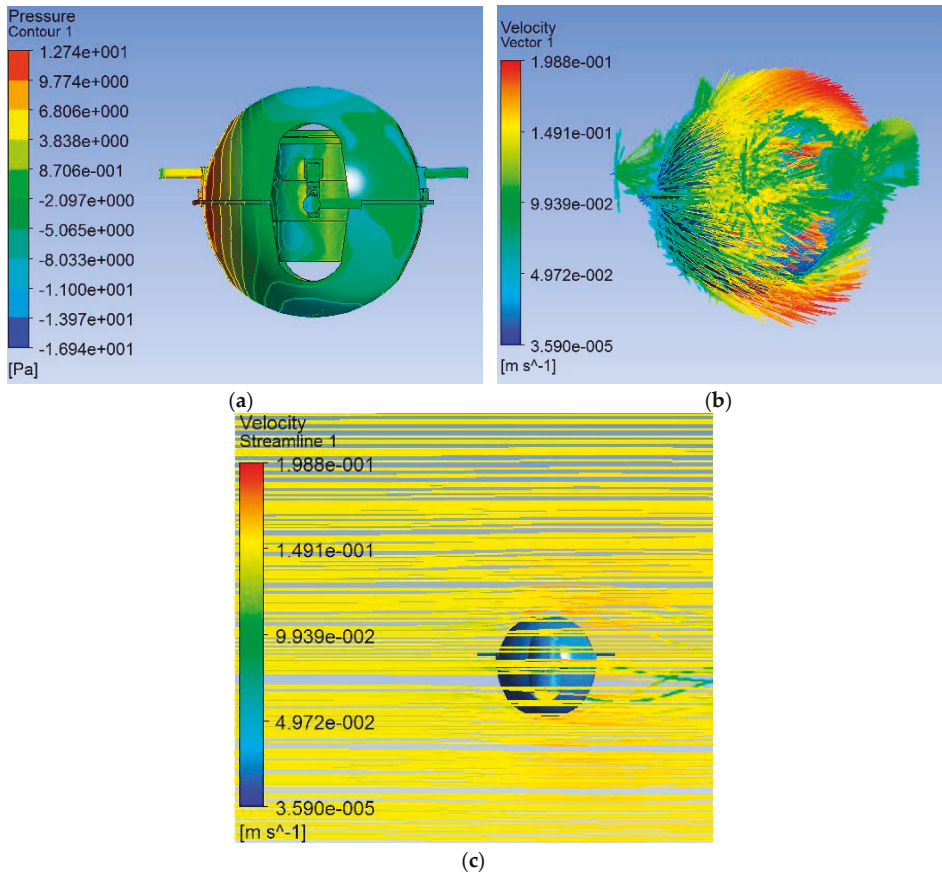 Pressure
Contour 1
1.274e+001
9.774e+000
6.806e+000
3.838e+000
8.706e-001
-2.097e+000
-5.065e+000
-8.033e+000
-1.100e+001
-1.397e+001
-1.694e+001
[Pa]
(a)
Velocity
Vector 1
1.988e-001
1.491e-001
9.939e-002
4.972e-002
3.590e-005
[m s^-1]
(b)
Velocity
Streamline 1
1.988e-001
1.491e-001
9.939e-002
4.972e-002
3.590e-005
[m s^-1]
(c)